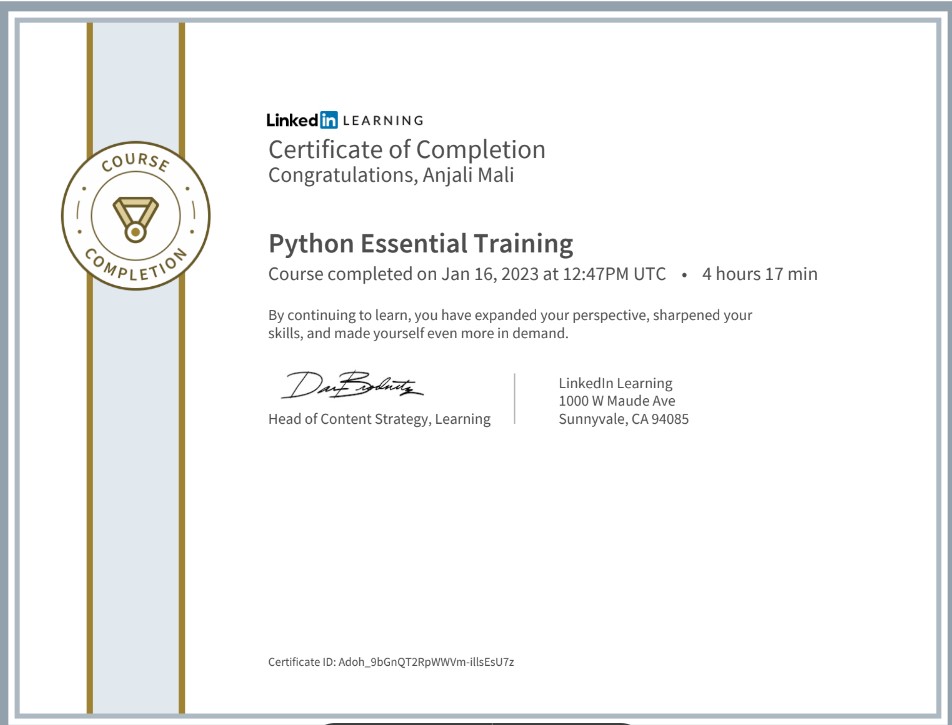 COURSE
COMPLETION
Linked in LEARNING
Certificate of Completion
Congratulations, Anjali Mali
Python Essential Training
Course completed on Jan 16, 2023 at 12:47PM UTC • 4 hours 17 min
By continuing to learn, you have expanded your perspective, sharpened your
skills, and made yourself even more in demand.
Head of Content Strategy, Learning
LinkedIn Learning
1000 W Maude Ave
Sunnyvale, CA 94085
Certificate ID: Adoh_9bGnQT2RpWWVm-illsEsU7z